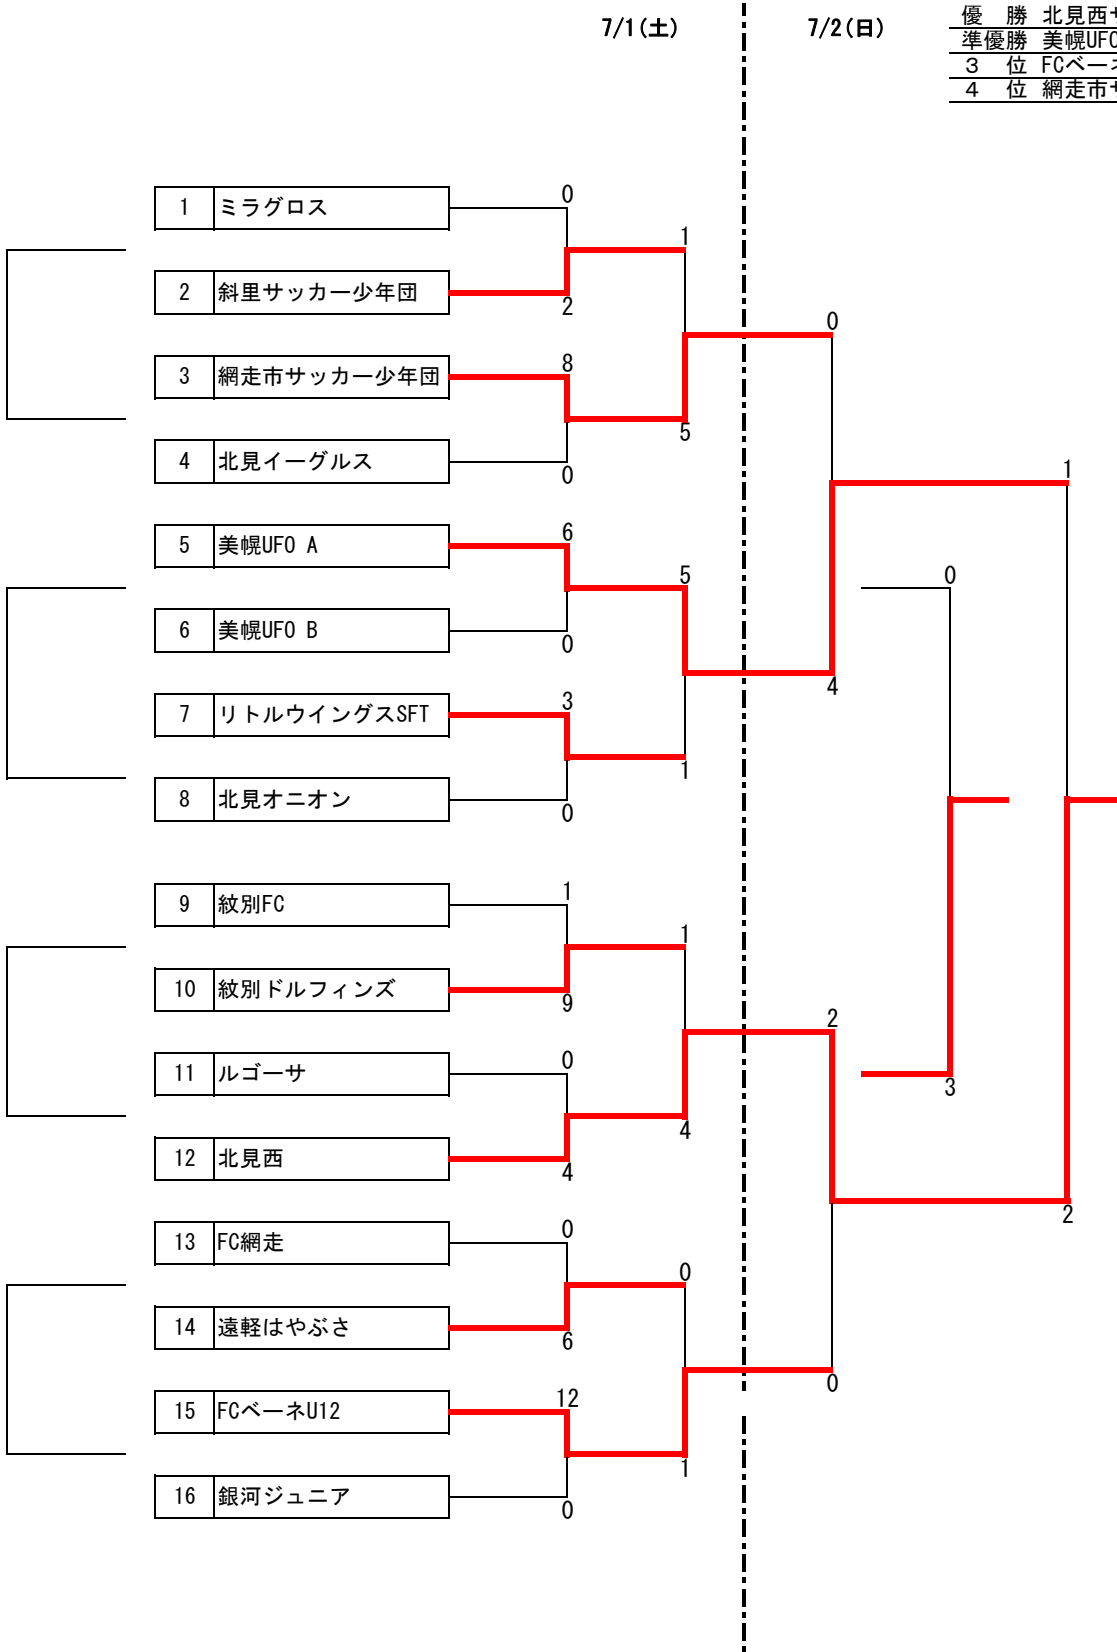 7/1(土) 7/2(日)
優 勝 北見西
準優勝 美幌UFO
3 位 FCベー
4 位 網走市
1 ミラグロス 0
1
2 斜里サッカー少年団 2
0
3 網走市サッカー少年団 8
5
4 北見イーグルス 0
1
5 美幌UFO A 6
5
0
6 美幌UFO B 0
4
7 リトルウイングスSFT 3
1
8 北見オニオン 0
9 紋別FC 1
1
10 紋別ドルフィンズ 9
2
11 ルゴーサ 0
3
4
12 北見西 4
2
13 FC網走 0
0
14 遠軽はやぶさ 6
0
15 FCベーネU12 12
1
16 銀河ジュニア 0